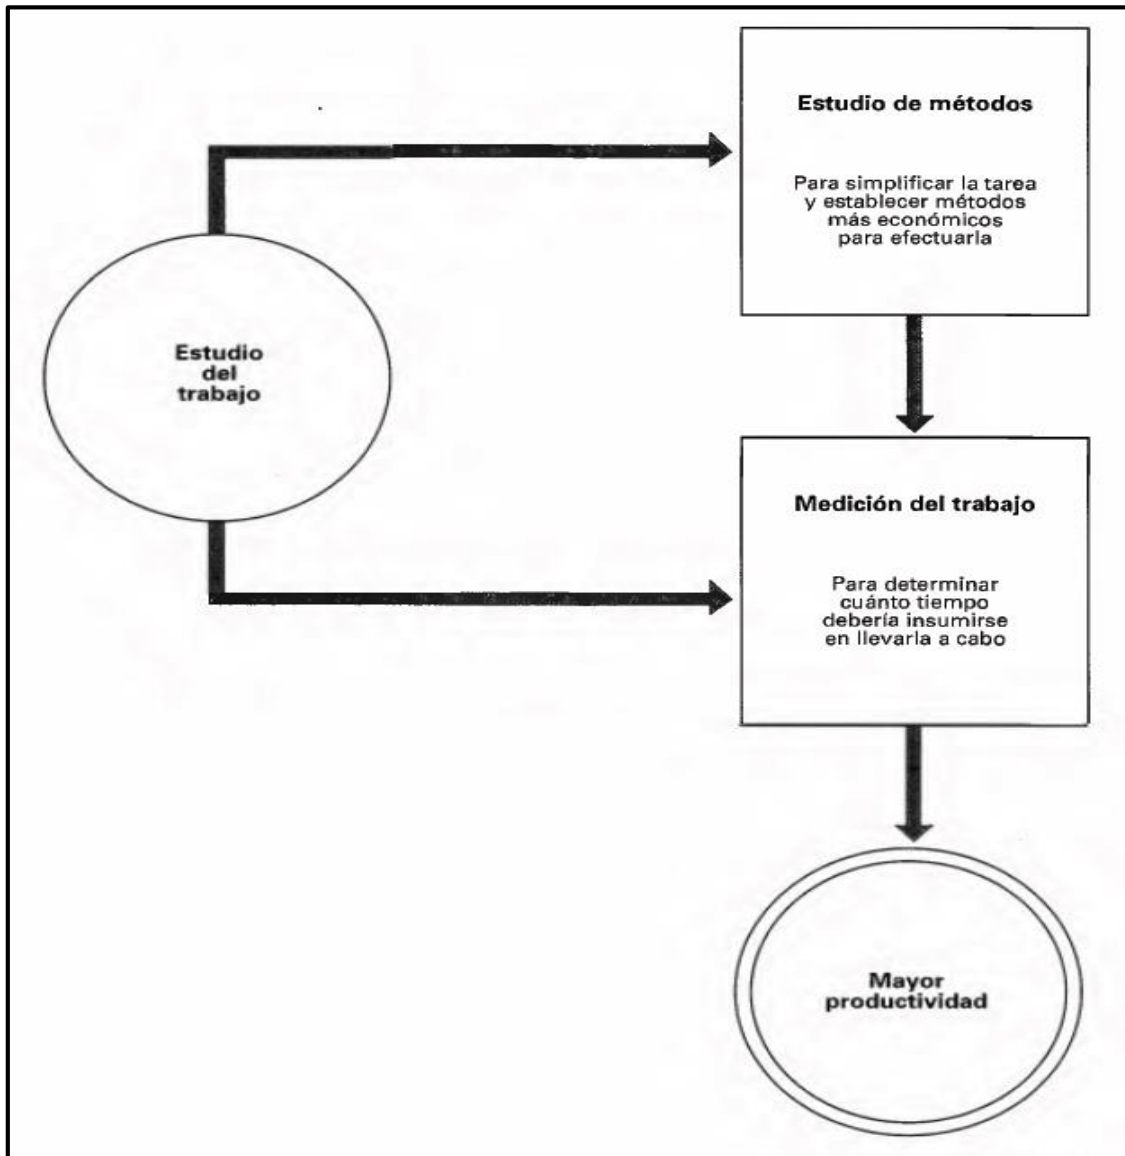 Estudio de métodos
Para simplificar la tarea
y establecer métodos
más económicos
para efectuarla
Estudio
del
trabajo
Medición del trabajo
Para determinar
cuánto tiempo
debería insumirse
en llevarla a cabo
Mayor
productividad